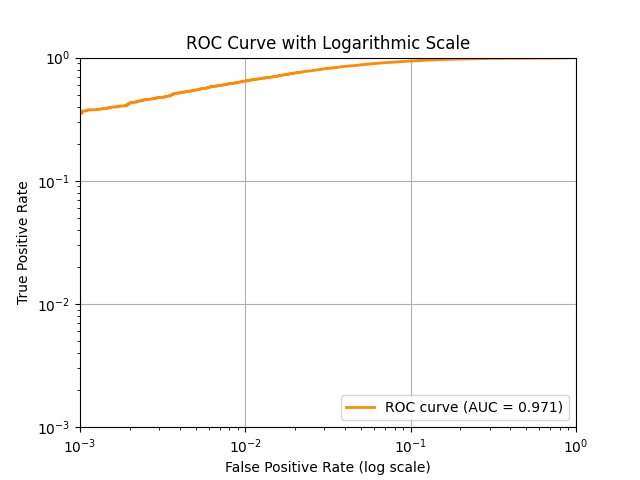 ROC Curve with Logarithmic Scale
True Positive Rate
10⁰
10⁻¹
10⁻²
10⁻³
ROC curve (AUC = 0.971)
10⁻³ 10⁻² 10⁻¹ 10⁰
False Positive Rate (log scale)